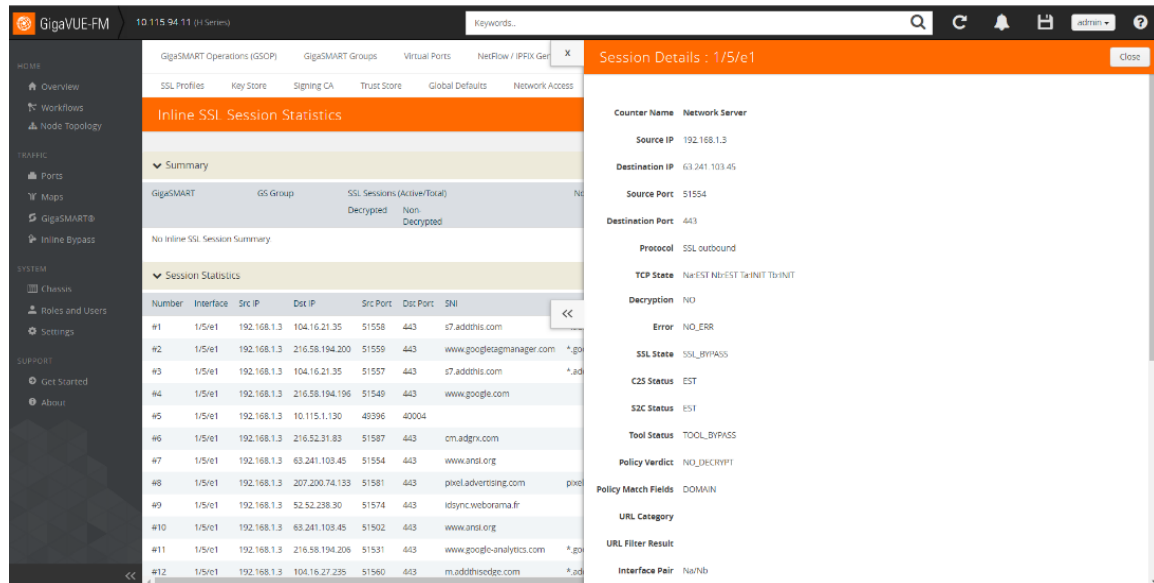 GigaVUE-FM 10.115.94.11 (H Series) Keywords.. admin
HOME
Overview
Workflows
Node Topology
TRAFFIC
Ports
Maps
GigaSMART®
Inline Bypass
SYSTEM
Chassis
Roles and Users
Settings
SUPPORT
Get Started
About
GigaSMART Operations (GSOP) GigaSMART Groups Virtual Ports NetFlow / IPFIX Ger x
SSL Profiles Key Store Signing CA Trust Store Global Defaults Network Access
Inline SSL Session Statistics
Summary
GigaSMART GS Group SSL Sessions (Active/Total) No
Decrypted Non-
Decrypted
No Inline SSL Session Summary
Session Statistics
Number Interface Src IP Dst IP Src Port Dst Port SNI
#1 1/5/e1 192.168.1.3 104.16.21.35 51558 443 s7.addthis.com
#2 1/5/e1 192.168.1.3 216.58.194.200 51559 443 www.googletagmanager.com *.goo
#3 1/5/e1 192.168.1.3 104.16.21.35 51557 443 s7.addthis.com *.add
#4 1/5/e1 192.168.1.3 216.58.194.196 51549 443 www.google.com
#5 1/5/e1 192.168.1.3 10.115.1.130 49396 40004
#6 1/5/e1 192.168.1.3 216.52.31.83 51587 443 cm.adgrx.com
#7 1/5/e1 192.168.1.3 63.241.103.45 51554 443 www.ansi.org
#8 1/5/e1 192.168.1.3 207.200.74.133 51581 443 pixel.advertising.com pixel
#9 1/5/e1 192.168.1.3 52.52.238.30 51574 443 idsync.weborama.fr
#10 1/5/e1 192.168.1.3 63.241.103.45 51502 443 www.ansi.org
#11 1/5/e1 192.168.1.3 216.58.194.206 51531 443 www.google-analytics.com *.goo
#12 1/5/e1 192.168.1.3 104.16.27.235 51560 443 m.addthisedge.com *.add
Session Details : 1/5/e1 Close
Counter Name Network Server
Source IP 192.168.1.3
Destination IP 63.241.103.45
Source Port 51554
Destination Port 443
Protocol SSL outbound
TCP State Na:EST Nb:EST Ta:INIT Tb:INIT
Decryption NO
Error NO_ERR
SSL State SSL_BYPASS
C2S Status EST
S2C Status EST
Tool Status TOOL_BYPASS
Policy Verdict NO_DECRYPT
Policy Match Fields DOMAIN
URL Category
URL Filter Result
Interface Pair Na/Nb